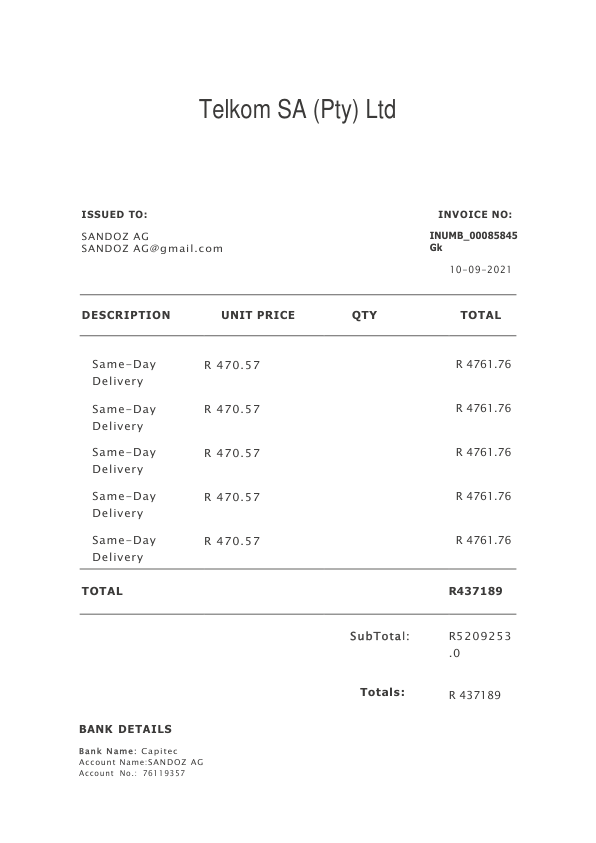 Telkom SA (Pty) Ltd
ISSUED TO:
INVOICE NO:
SANDOZ AG
SANDOZ AG@gmail.com
INUMB_00085845
Gk
10-09-2021
DESCRIPTION UNIT PRICE QTY TOTAL
Same-Day R 470.57 R 4761.76
Delivery
Same-Day R 470.57 R 4761.76
Delivery
Same-Day R 470.57 R 4761.76
Delivery
Same-Day R 470.57 R 4761.76
Delivery
Same-Day R 470.57 R 4761.76
Delivery
TOTAL R437189
SubTotal: R5209253
.0
Totals: R 437189
BANK DETAILS
Bank Name: Capitec
Account Name:SANDOZ AG
Account No.: 76119357